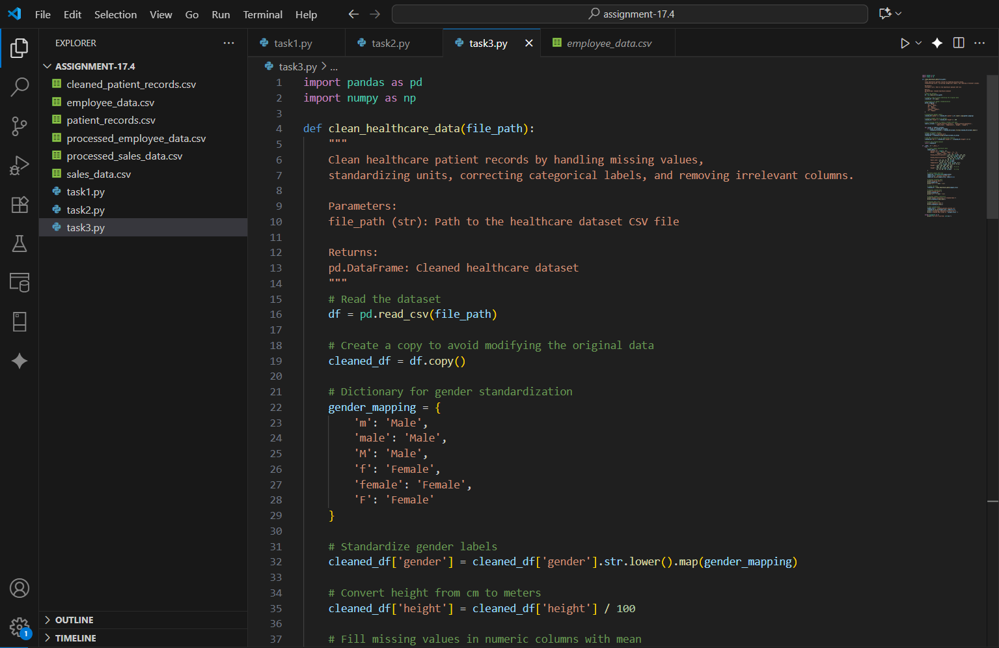 File Edit Selection View Go Run Terminal Help
assignment-17.4
EXPLORER
ASSIGNMENT-17.4
cleaned_patient_records.csv
employee_data.csv
patient_records.csv
processed_employee_data.csv
processed_sales_data.csv
sales_data.csv
task1.py
task2.py
task3.py
OUTLINE
TIMELINE
1
task1.py task2.py task3.py employee_data.csv
task3.py > ...
1 import pandas as pd
2 import numpy as np
3
4 def clean_healthcare_data(file_path):
5 """
6 Clean healthcare patient records by handling missing values,
7 standardizing units, correcting categorical labels, and removing irrelevant columns.
8
9 Parameters:
10 file_path (str): Path to the healthcare dataset CSV file
11
12 Returns:
13 pd.DataFrame: Cleaned healthcare dataset
14 """
15 # Read the dataset
16 df = pd.read_csv(file_path)
17
18 # Create a copy to avoid modifying the original data
19 cleaned_df = df.copy()
20
21 # Dictionary for gender standardization
22 gender_mapping = {
23 'm': 'Male',
24 'male': 'Male',
25 'M': 'Male',
26 'f': 'Female',
27 'female': 'Female',
28 'F': 'Female'
29 }
30
31 # Standardize gender labels
32 cleaned_df['gender'] = cleaned_df['gender'].str.lower().map(gender_mapping)
33
34 # Convert height from cm to meters
35 cleaned_df['height'] = cleaned_df['height'] / 100
36
37 # Fill missing values in numeric columns with mean